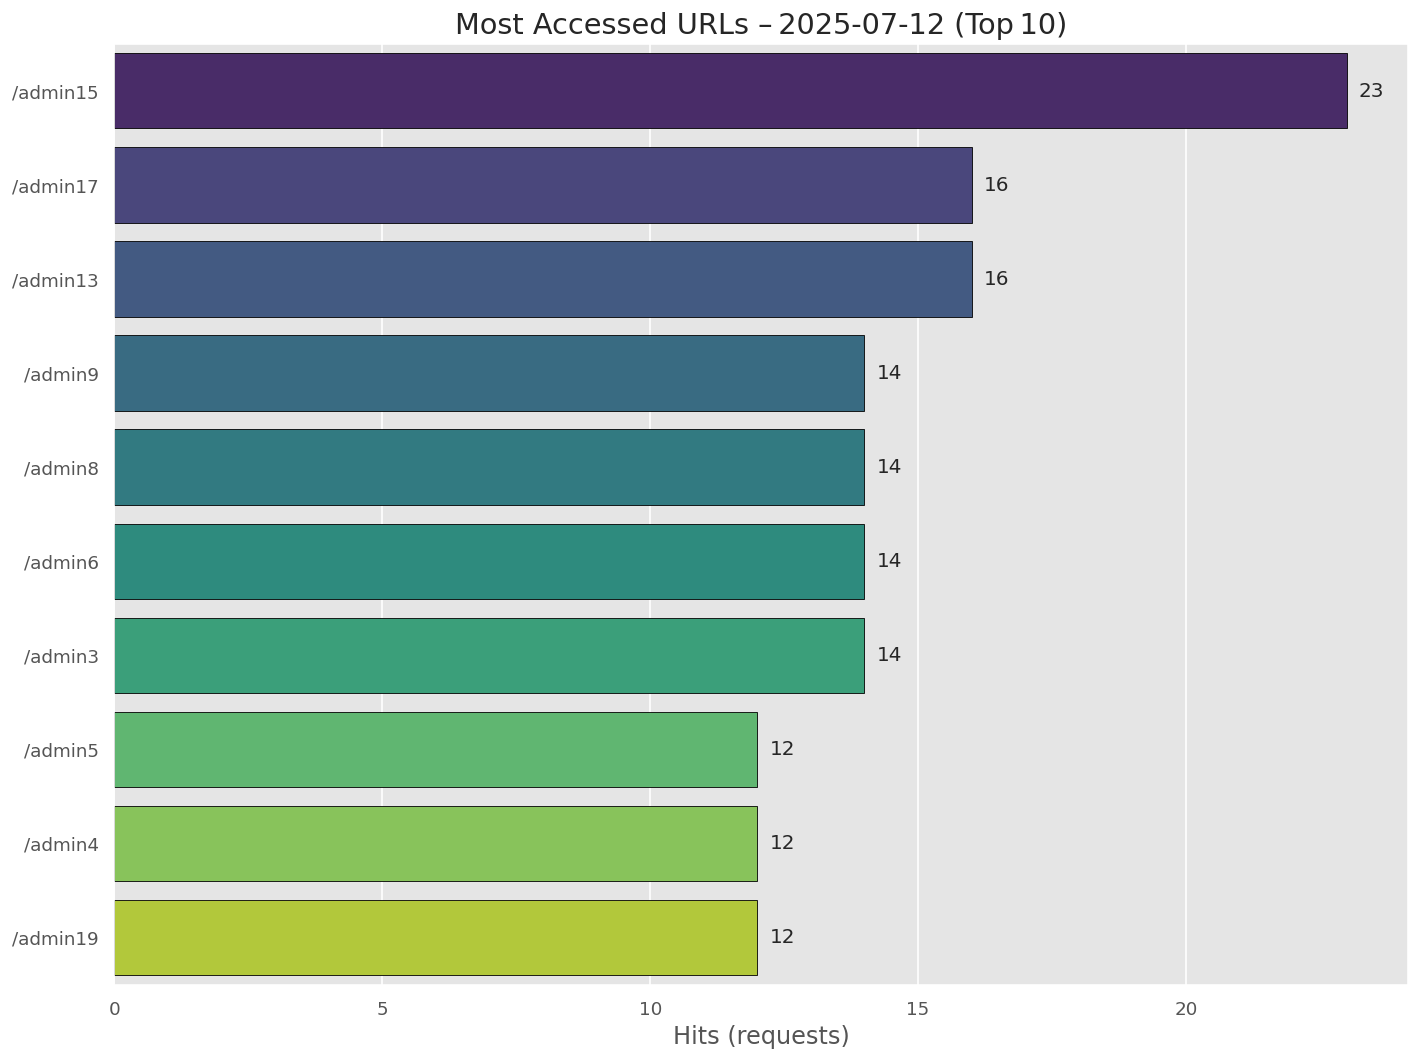 Most Accessed URLs – 2025-07-12 (Top 10)
/admin15 23
/admin17 16
/admin13 16
/admin9 14
/admin8 14
/admin6 14
/admin3 14
/admin5 12
/admin4 12
/admin19 12
0 5 10 15 20
Hits (requests)